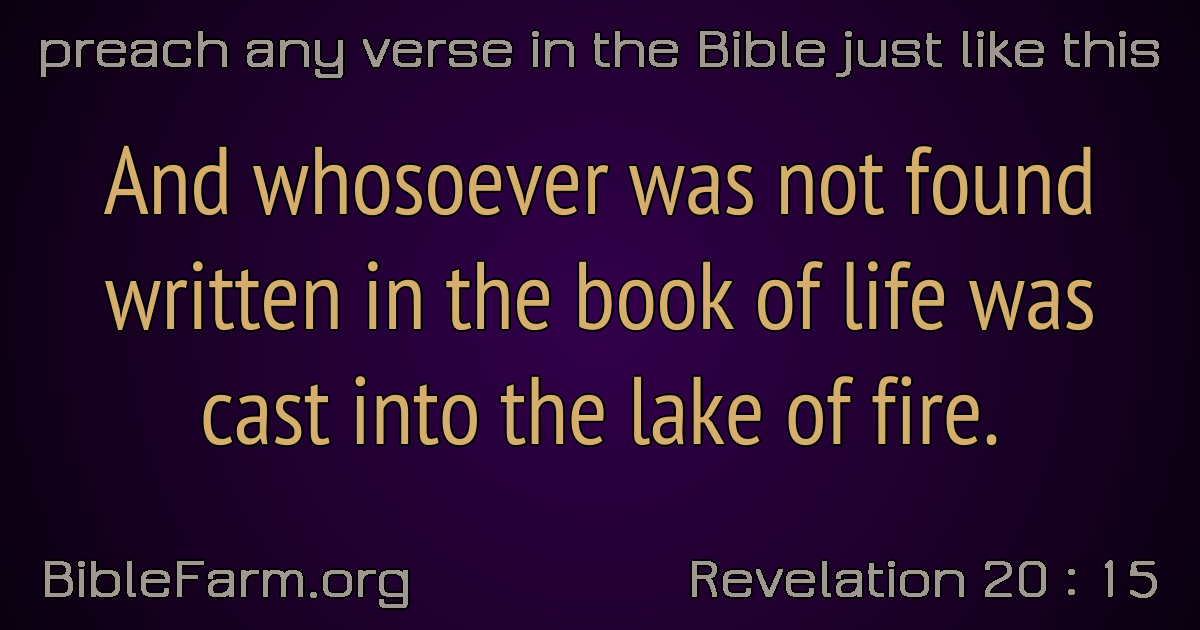 preach any verse in the Bible just like this
And whosoever was not found
written in the book of life was
cast into the lake of fire.
BibleFarm.org
Revelation 20 : 15